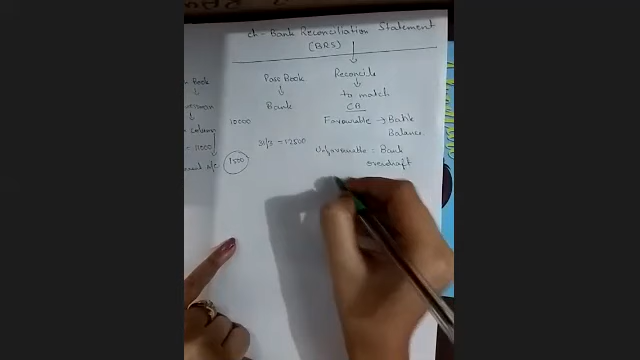 ch- Bank Reconciliation Statement
(BRS)
Book
Pass Book
Reconcile
Bank
to match
CB
10000
Favourable → Bank
Balance
column
31/3 = 12500
= 11000
Unfavourable : Bank
overdraft
A/c
1500